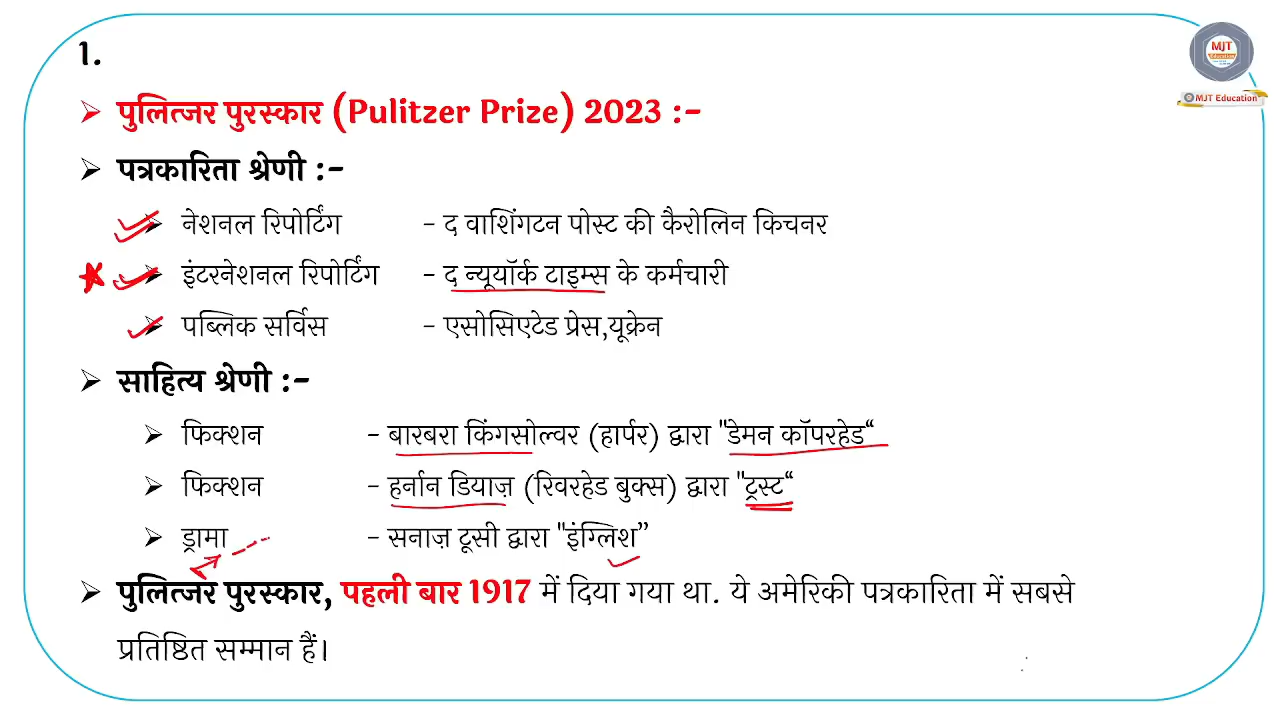 1.
MJT
Education
MJT Education
➢ पुलित्जर पुरस्कार (Pulitzer Prize) 2023 :-
➢ पत्रकारिता श्रेणी :-
➢ नेशनल रिपोर्टिंग - द वाशिंगटन पोस्ट की कैरोलिन किचनर
➢ इंटरनेशनल रिपोर्टिंग - द न्यूयॉर्क टाइम्स के कर्मचारी
➢ पब्लिक सर्विस - एसोसिएटेड प्रेस,यूक्रेन
➢ साहित्य श्रेणी :-
➢ फिक्शन - बारबरा किंगसोल्वर (हार्पर) द्वारा "डेमन कॉपरहेड“
➢ फिक्शन - हर्नान डियाज़ (रिवरहेड बुक्स) द्वारा "ट्रस्ट“
➢ ड्रामा - सनाज़ टूसी द्वारा "इंग्लिश”
➢ पुलित्जर पुरस्कार, पहली बार 1917 में दिया गया था. ये अमेरिकी पत्रकारिता में सबसे
प्रतिष्ठित सम्मान हैं।